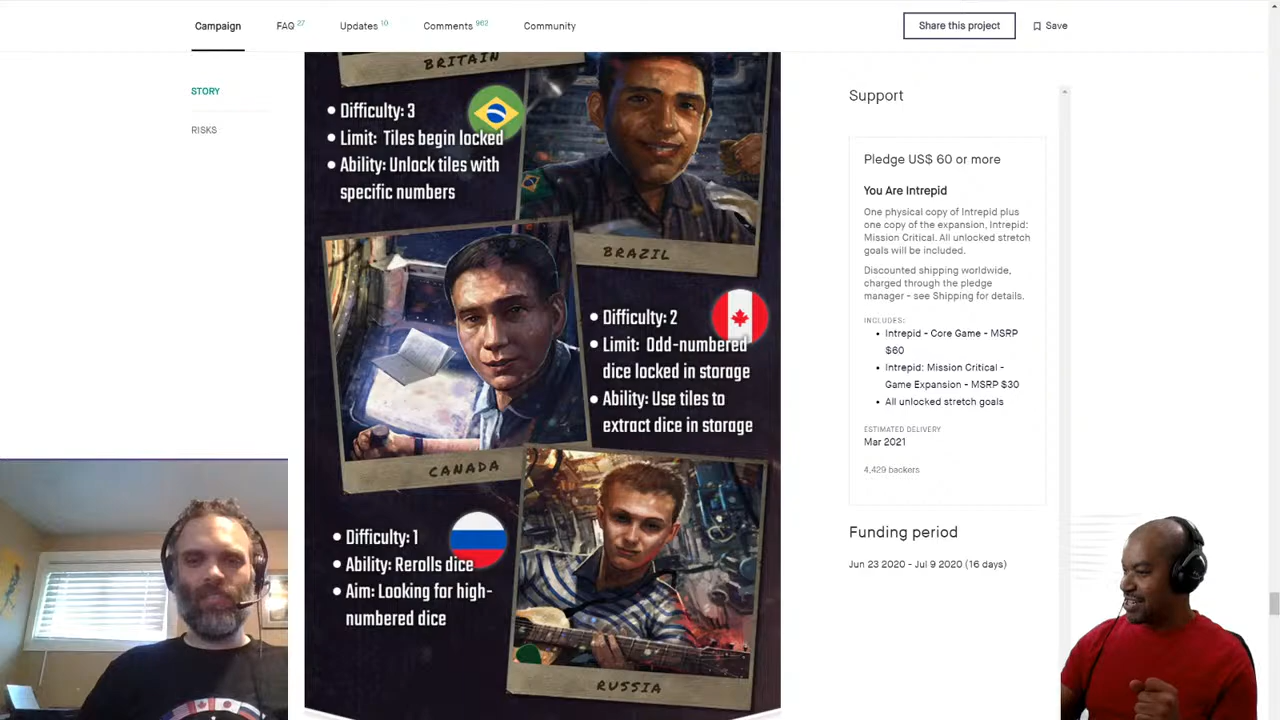 Campaign
FAQ 27
Updates 10
Comments 962
Community
Share this project
Save
STORY
RISKS
BRITAIN
• Difficulty: 3
• Limit: Tiles begin locked
• Ability: Unlock tiles with
specific numbers
BRAZIL
• Difficulty: 2
• Limit: Odd-numbered
dice locked in storage
• Ability: Use tiles to
extract dice in storage
CANADA
• Difficulty: 1
• Ability: Rerolls dice
• Aim: Looking for high-
numbered dice
RUSSIA
Support
Pledge US$ 60 or more
You Are Intrepid
One physical copy of Intrepid plus
one copy of the expansion, Intrepid:
Mission Critical. All unlocked stretch
goals will be included.
Discounted shipping worldwide,
charged through the pledge
manager - see Shipping for details.
INCLUDES:
• Intrepid - Core Game - MSRP
$60
• Intrepid: Mission Critical -
Game Expansion - MSRP $30
• All unlocked stretch goals
ESTIMATED DELIVERY
Mar 2021
4,429 backers
Funding period
Jun 23 2020 - Jul 9 2020 (16 days)